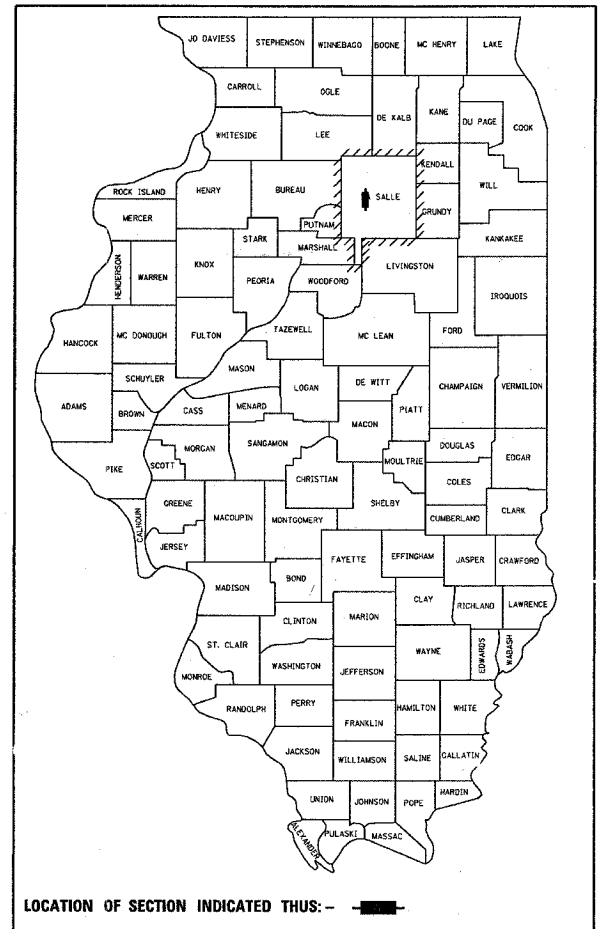 JO DAVIESS STEPHENSON WINNEBAGO BOONE MC HENRY LAKE
CARROLL OGLE DE KALB KANE DU PAGE COOK
WHITESIDE LEE
KENDALL WILL
ROCK ISLAND HENRY BUREAU SALLE GRUNDY
MERCER PUTNAM
STARK MARSHALL KANKAKEE
HENDERSON WARREN KNOX PEORIA WOODFORD LIVINGSTON IROQUOIS
HANCOCK MC DONOUGH FULTON TAZEWELL MC LEAN FORD
SCHUYLER MASON LOGAN DE WITT CHAMPAIGN VERMILION
ADAMS BROWN CASS MENARD MACON PIATT
MORGAN SANGAMON DOUGLAS EDGAR
PIKE SCOTT CHRISTIAN MOULTRIE COLES
GREENE MACOUPIN MONTGOMERY SHELBY CUMBERLAND CLARK
CALHOUN JERSEY FAYETTE EFFINGHAM JASPER CRAWFORD
MADISON BOND CLAY RICHLAND LAWRENCE
CLINTON MARION
ST. CLAIR WASHINGTON JEFFERSON WAYNE EDWARDS WABASH
MONROE
RANDOLPH PERRY FRANKLIN HAMILTON WHITE
JACKSON WILLIAMSON SALINE GALLATIN
UNION JOHNSON POPE HARDIN
ALEXANDER PULASKI MASSAC
LOCATION OF SECTION INDICATED THUS: -